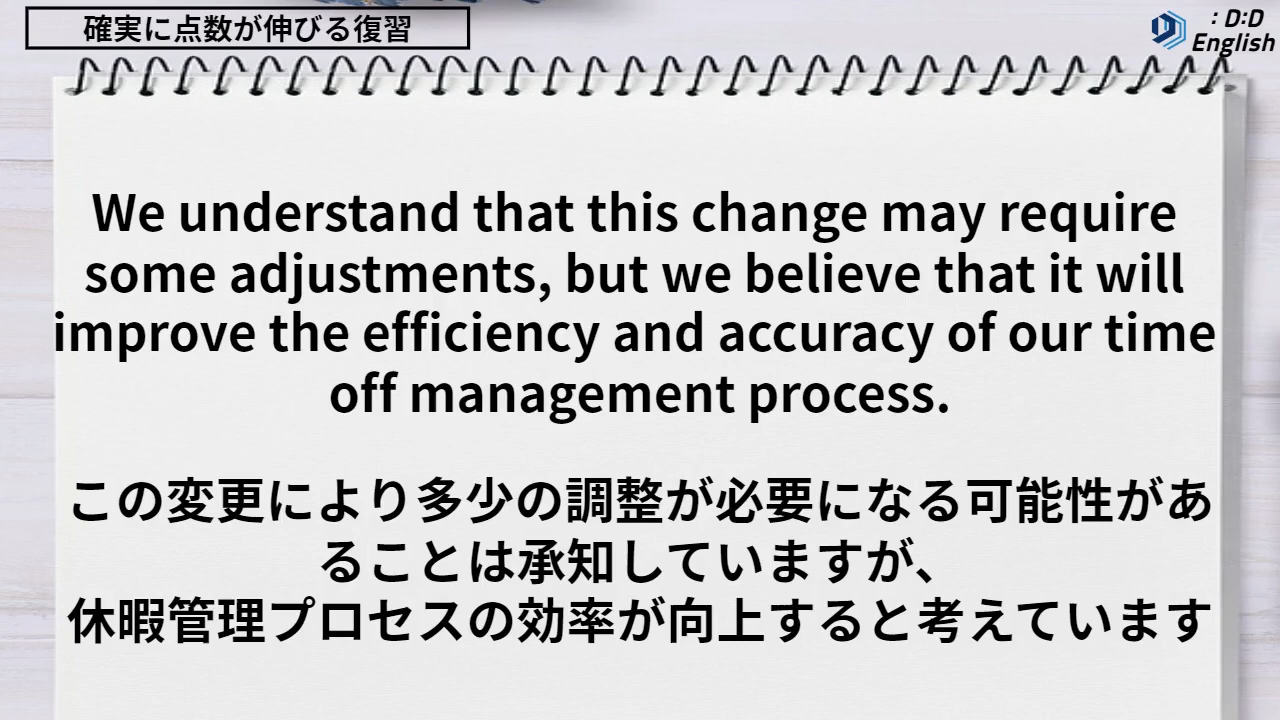 確実に点数が伸びる復習
: D:D
English
We understand that this change may require
some adjustments, but we believe that it will
improve the efficiency and accuracy of our time
off management process.
この変更により多少の調整が必要になる可能性があ
ることは承知していますが、
休暇管理プロセスの効率が向上すると考えています